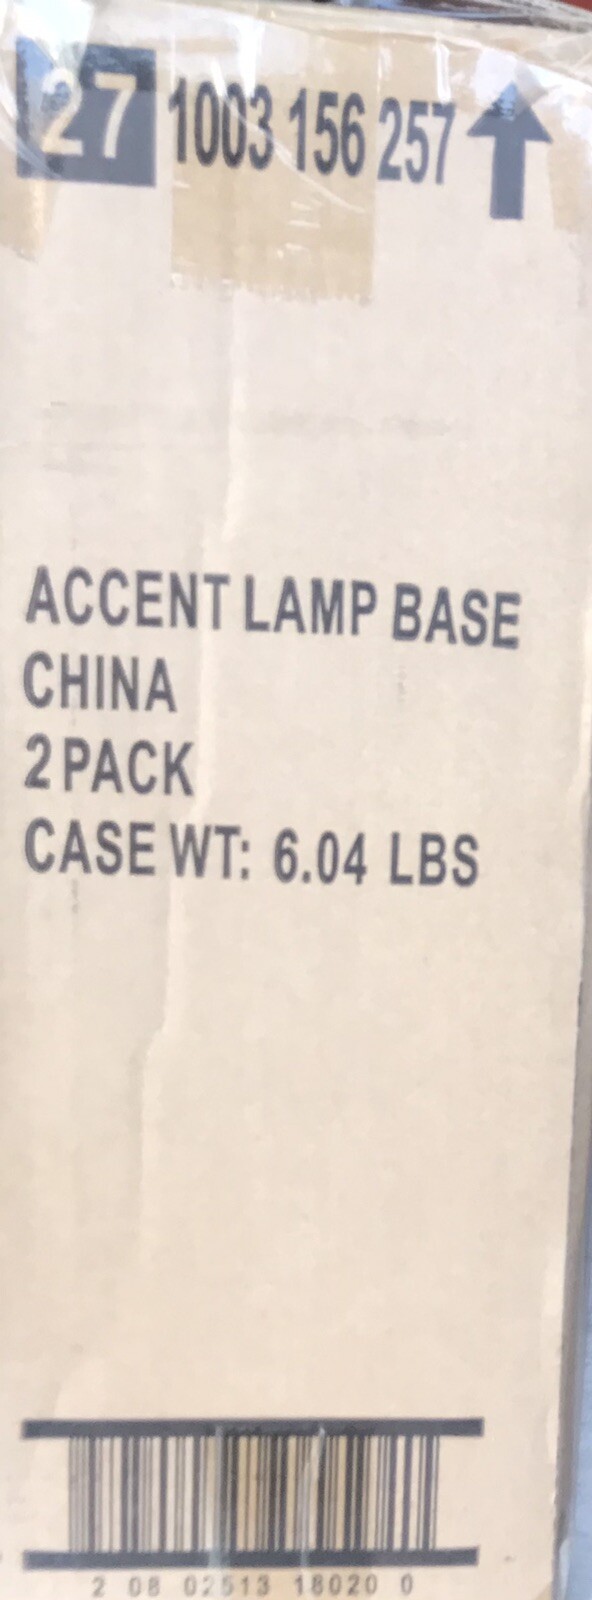 27 1003 156 257
ACCENT LAMP BASE
CHINA
2 PACK
CASE WT: 6.04 LBS
2 08 02513 18020 0